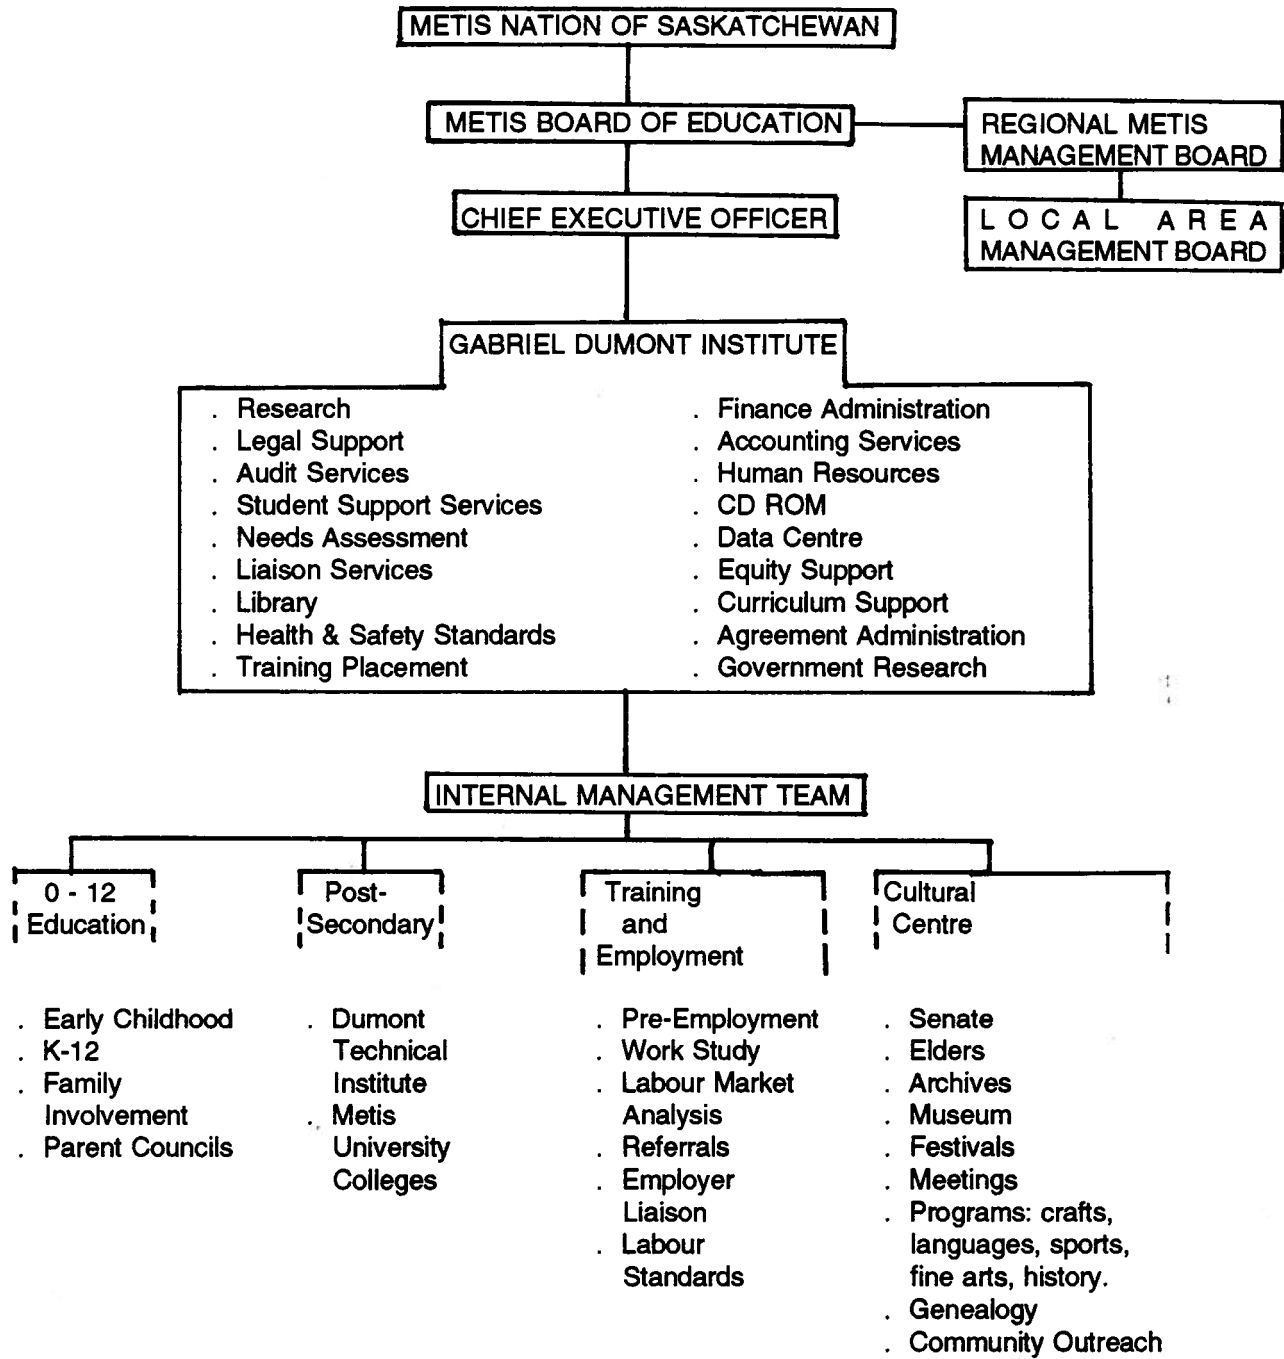 METIS NATION OF SASKATCHEWAN
METIS BOARD OF EDUCATION
REGIONAL METIS
MANAGEMENT BOARD
CHIEF EXECUTIVE OFFICER
LOCAL AREA
MANAGEMENT BOARD
GABRIEL DUMONT INSTITUTE
. Research
. Legal Support
. Audit Services
. Student Support Services
. Needs Assessment
. Liaison Services
. Library
. Health & Safety Standards
. Training Placement
. Finance Administration
. Accounting Services
. Human Resources
. CD ROM
. Data Centre
. Equity Support
. Curriculum Support
. Agreement Administration
. Government Research
INTERNAL MANAGEMENT TEAM
0 - 12
Education
. Early Childhood
. K-12
. Family
Involvement
. Parent Councils
Post-
Secondary
. Dumont
Technical
Institute
. Metis
University
Colleges
Training
and
Employment
. Pre-Employment
. Work Study
. Labour Market
Analysis
. Referrals
. Employer
Liaison
. Labour
Standards
Cultural
Centre
. Senate
. Elders
. Archives
. Museum
. Festivals
. Meetings
. Programs: crafts,
languages, sports,
fine arts, history.
. Genealogy
. Community Outreach